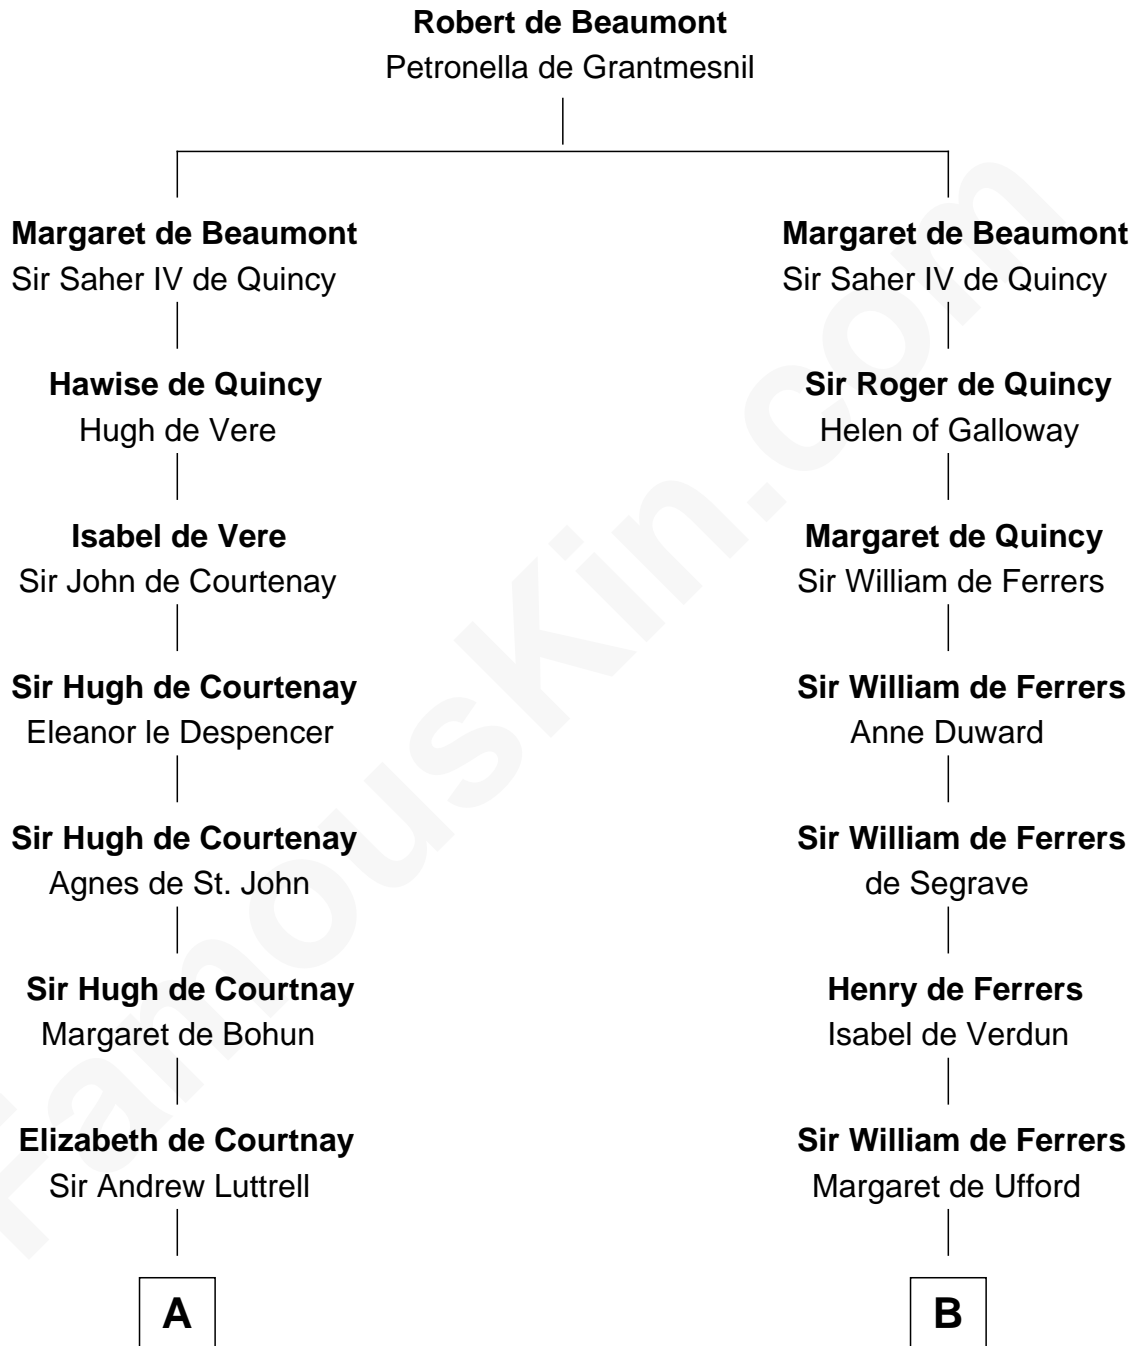 Robert de Beaumont
Petronella de Grantmesnil
Margaret de Beaumont
Sir Saher IV de Quincy
Margaret de Beaumont
Sir Saher IV de Quincy
Hawise de Quincy
Hugh de Vere
Sir Roger de Quincy
Helen of Galloway
Isabel de Vere
Sir John de Courtenay
Margaret de Quincy
Sir William de Ferrers
Sir Hugh de Courtenay
Eleanor le Despencer
Sir William de Ferrers
Anne Duward
Sir Hugh de Courtenay
Agnes de St. John
Sir William de Ferrers
de Segrave
Sir Hugh de Courtnay
Margaret de Bohun
Henry de Ferrers
Isabel de Verdun
Elizabeth de Courtnay
Sir Andrew Luttrell
Sir William de Ferrers
Margaret de Ufford
A
B
FamousKin.com